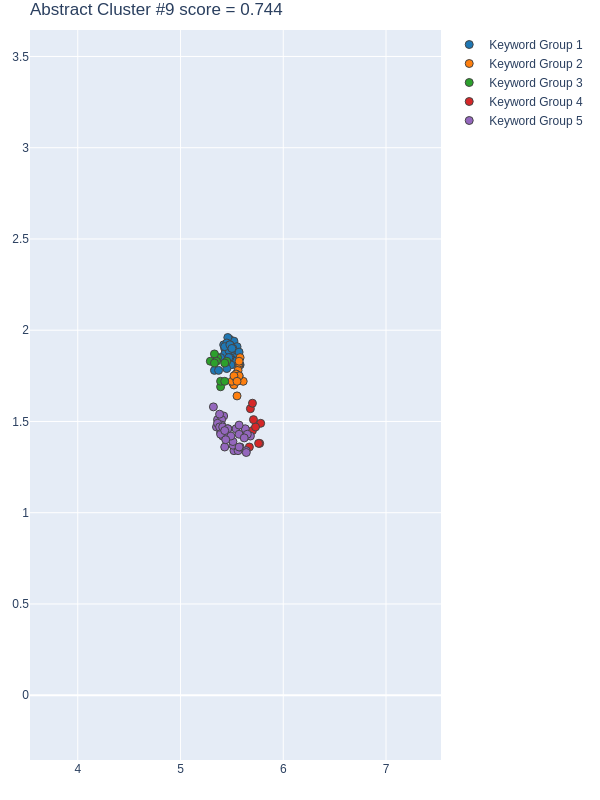 Abstract Cluster #9 score = 0.744
Keyword Group 1
Keyword Group 2
Keyword Group 3
Keyword Group 4
Keyword Group 5
3.5
3
2.5
2
1.5
1
0.5
0
4 5 6 7